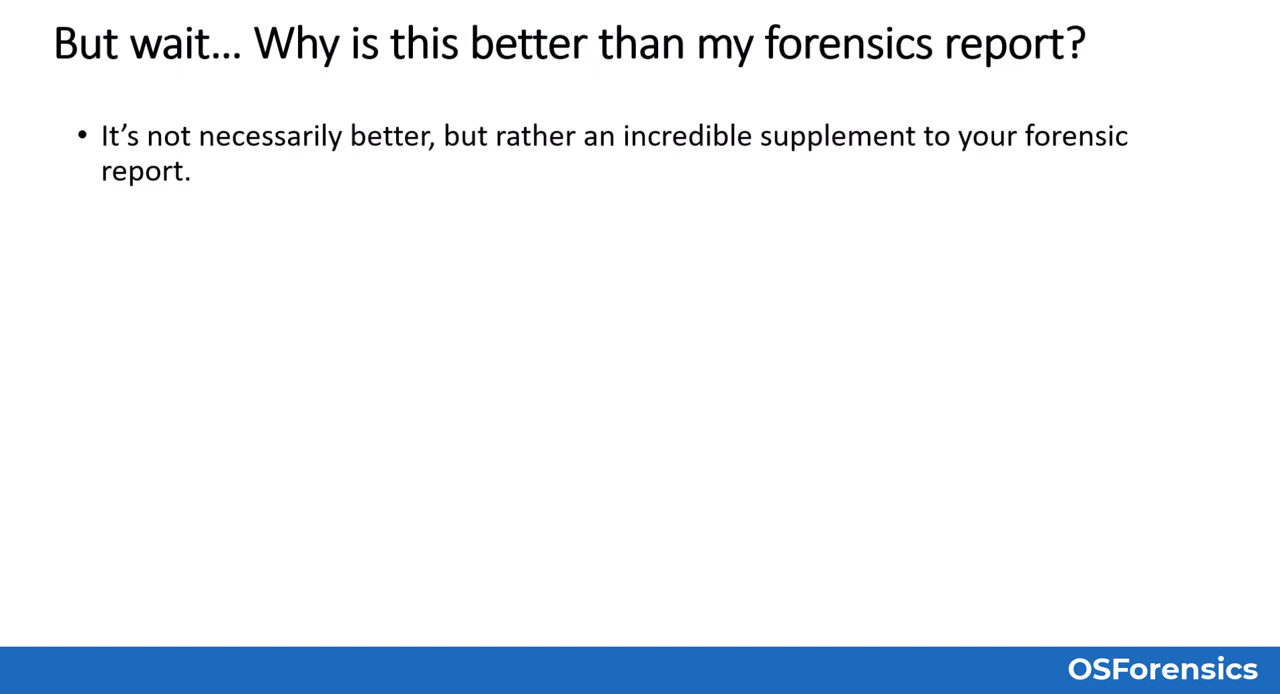 But wait... Why is this better than my forensics report?
• It’s not necessarily better, but rather an incredible supplement to your forensic
report.
OSForensics